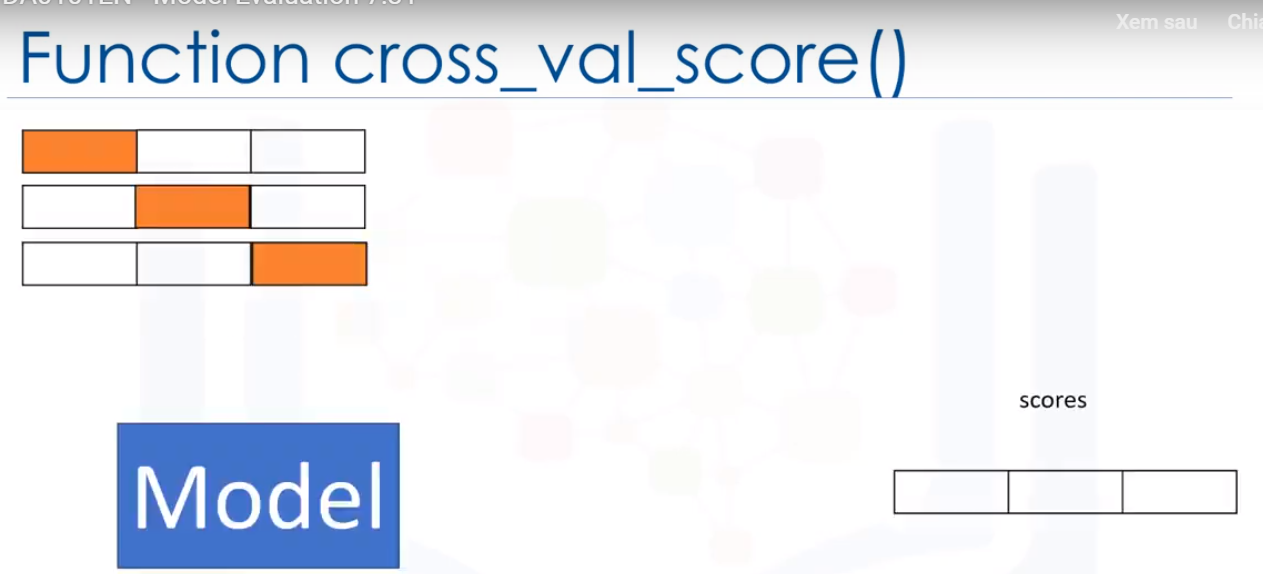 Xem sau
Function cross_val_score()
scores
Model